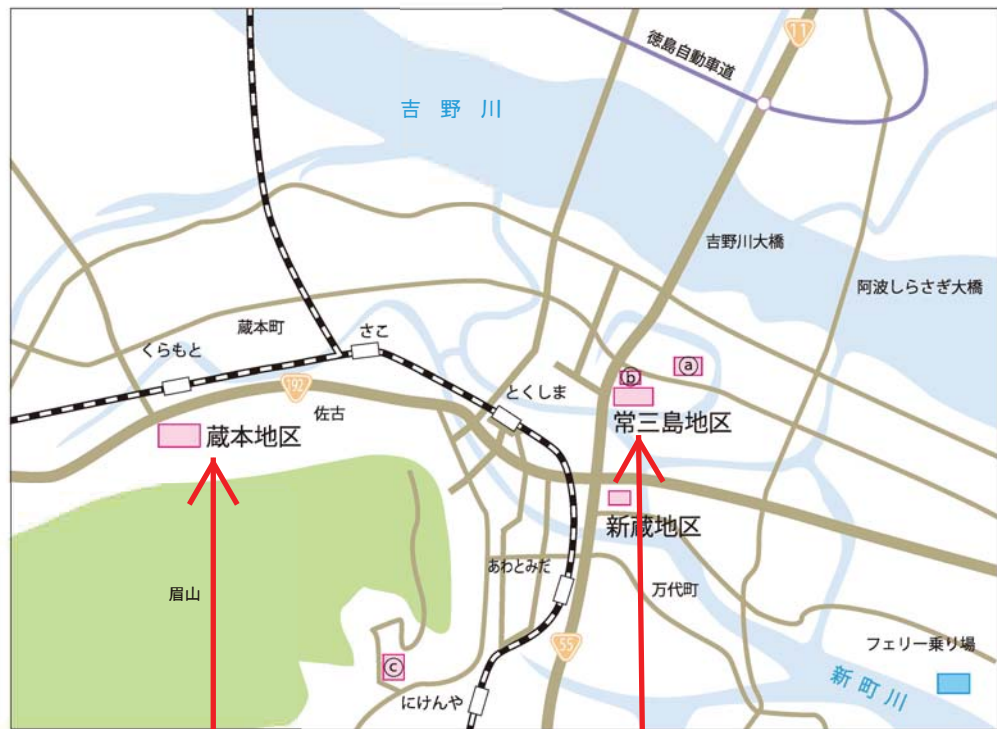 11
徳島自動車道
吉野川
吉野川大橋
阿波しらさぎ大橋
蔵本町
さこ
くらもと
192
佐古
とくしま
ⓐ
ⓑ
常三島地区
蔵本地区
新蔵地区
あわとみだ
万代町
眉山
55
フェリー乗り場
ⓒ
にけんや
新町川